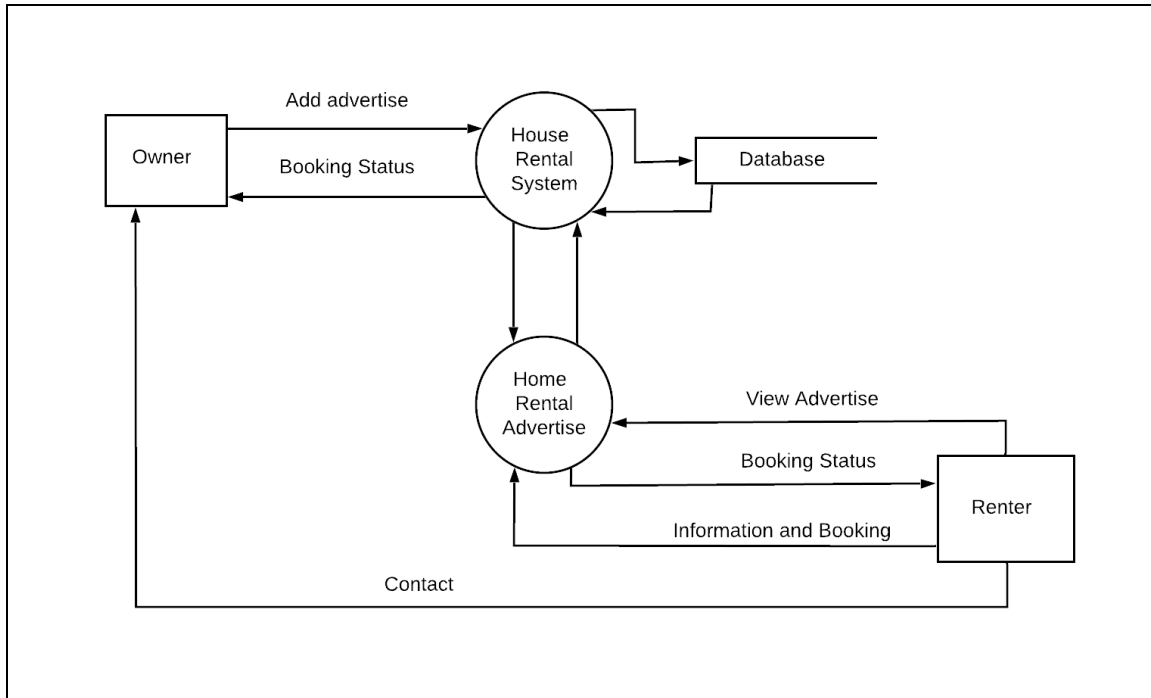 Add advertise
House
Rental
System
Owner
Booking Status
Database
Home
Rental
Advertise
View Advertise
Booking Status
Renter
Information and Booking
Contact